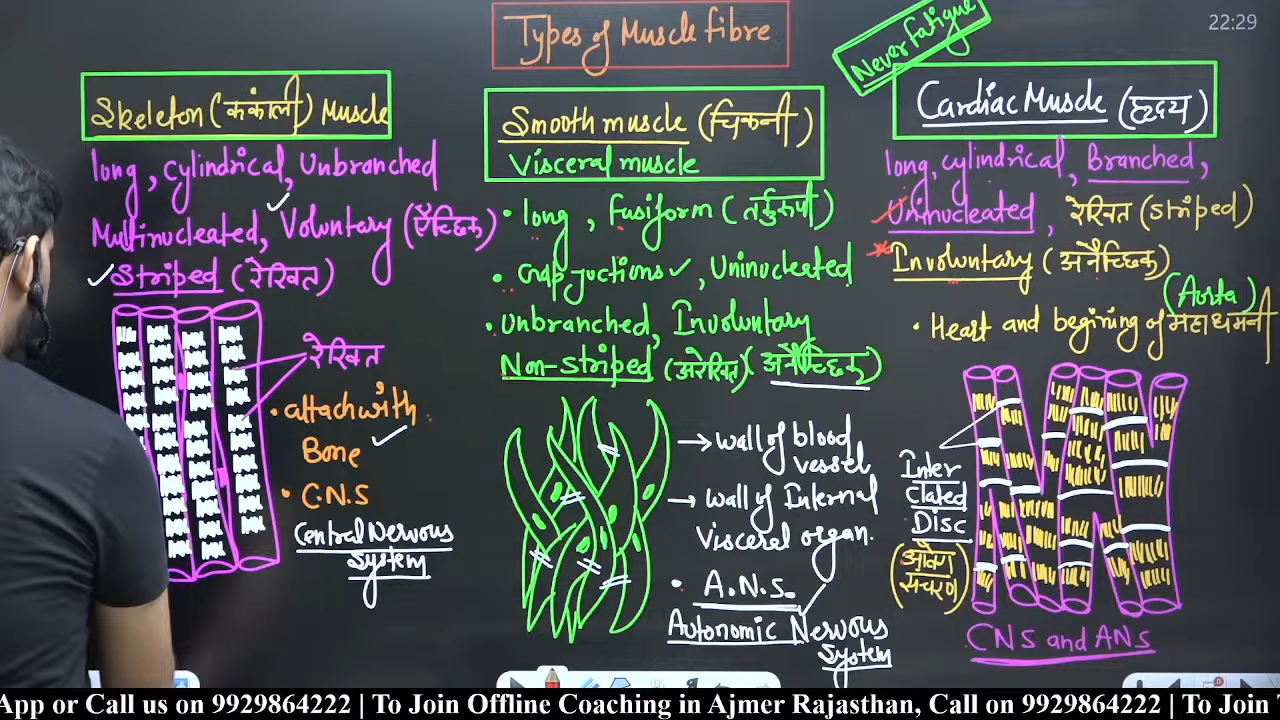 Types of Muscle fibre
Never fatigue
22:29
Skeleton (कंकाली) Muscle
long, cylindrical, Unbranched
Multinucleated, Voluntary (ऐच्छिक)
Striped (रेखित)
रेखित
• attach with
Bone
• C.N.S
Central Nervous
System
Smooth muscle (चिकनी)
Visceral muscle
• long, Fusiform (तर्कुरूपी)
• Gap juctions, Uninucleated
• Unbranched, Involuntary
Non-striped (अरेखित) (अनैच्छिक)
→ wall of blood
vessel
→ wall of Internal
visceral organ.
• A.N.S.
Autonomic Nervous
System
Cardiac Muscle (हृदय)
long, cylindrical, Branched,
Uninucleated, रेखित (striped)
Involuntary (अनैच्छिक)
(Aorta)
• Heart and begining of महाधमनी
Inter
Clated
Disc
(आवेग
संचरण)
CNS and ANS
App or Call us on 9929864222 | To Join Offline Coaching in Ajmer Rajasthan, Call on 9929864222 | To Join